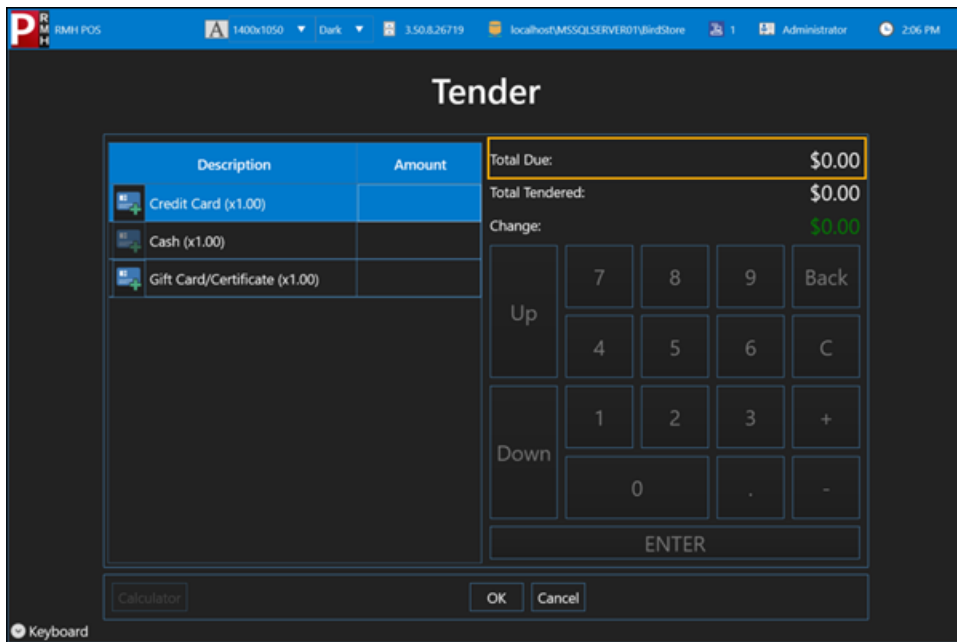 P RMH RMH POS A 1400x1050 Dark 3.50.8.26719 localhost\MSSQLSERVER01\BirdStore 1 Administrator 2:06 PM
Tender
Description Amount
Credit Card (x1.00)
Cash (x1.00)
Gift Card/Certificate (x1.00)
Total Due: $0.00
Total Tendered: $0.00
Change: $0.00
Up 7 8 9 Back
4 5 6 C
Down 1 2 3 +
0 . -
ENTER
Calculator OK Cancel
Keyboard